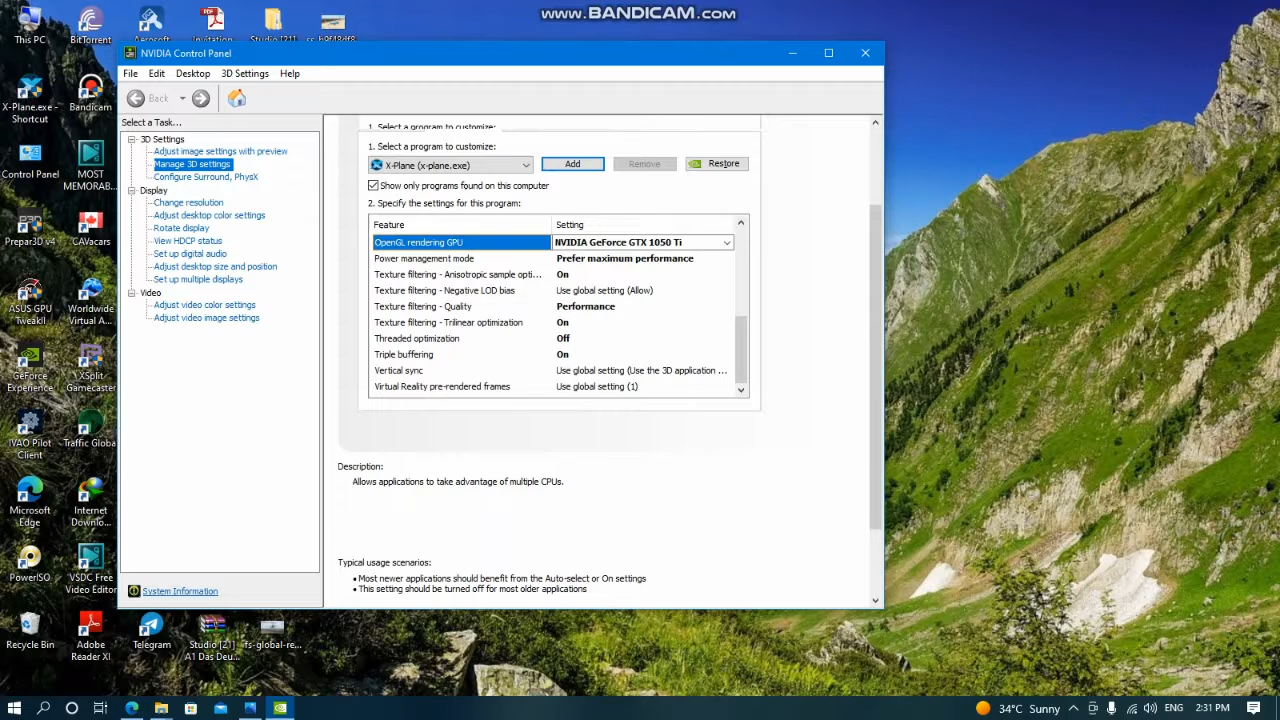 www.BANDICAM.com
This PC
BitTorrent
Aerosoft
Invitation
Studio [21]
ss-b9f48df8...
NVIDIA Control Panel
File Edit Desktop 3D Settings Help
Back
X-Plane.exe - Shortcut
Bandicam
Control Panel
MOST MEMORAB...
Prepar3D v4
CAVacars
ASUS GPU TweakII
Worldwide Virtual A...
GeForce Experience
XSplit Gamecaster
IVAO Pilot Client
Traffic Global
Microsoft Edge
Internet Downlo...
PowerISO
VSDC Free Video Editor
Recycle Bin
Adobe Reader XI
Telegram
Studio [21] A1 Das Deu...
fs-global-re...
Select a Task...
3D Settings
Adjust image settings with preview
Manage 3D settings
Configure Surround, PhysX
Display
Change resolution
Adjust desktop color settings
Rotate display
View HDCP status
Set up digital audio
Adjust desktop size and position
Set up multiple displays
Video
Adjust video color settings
Adjust video image settings
System Information
1. Select a program to customize:
1. Select a program to customize:
X-Plane (x-plane.exe) Add Remove Restore
Show only programs found on this computer
2. Specify the settings for this program:
Feature Setting
OpenGL rendering GPU NVIDIA GeForce GTX 1050 Ti
Power management mode Prefer maximum performance
Texture filtering - Anisotropic sample opti... On
Texture filtering - Negative LOD bias Use global setting (Allow)
Texture filtering - Quality Performance
Texture filtering - Trilinear optimization On
Threaded optimization Off
Triple buffering On
Vertical sync Use global setting (Use the 3D application ...
Virtual Reality pre-rendered frames Use global setting (1)
Description:
Allows applications to take advantage of multiple CPUs.
Typical usage scenarios:
• Most newer applications should benefit from the Auto-select or On settings
• This setting should be turned off for most older applications
34°C Sunny ENG 2:31 PM